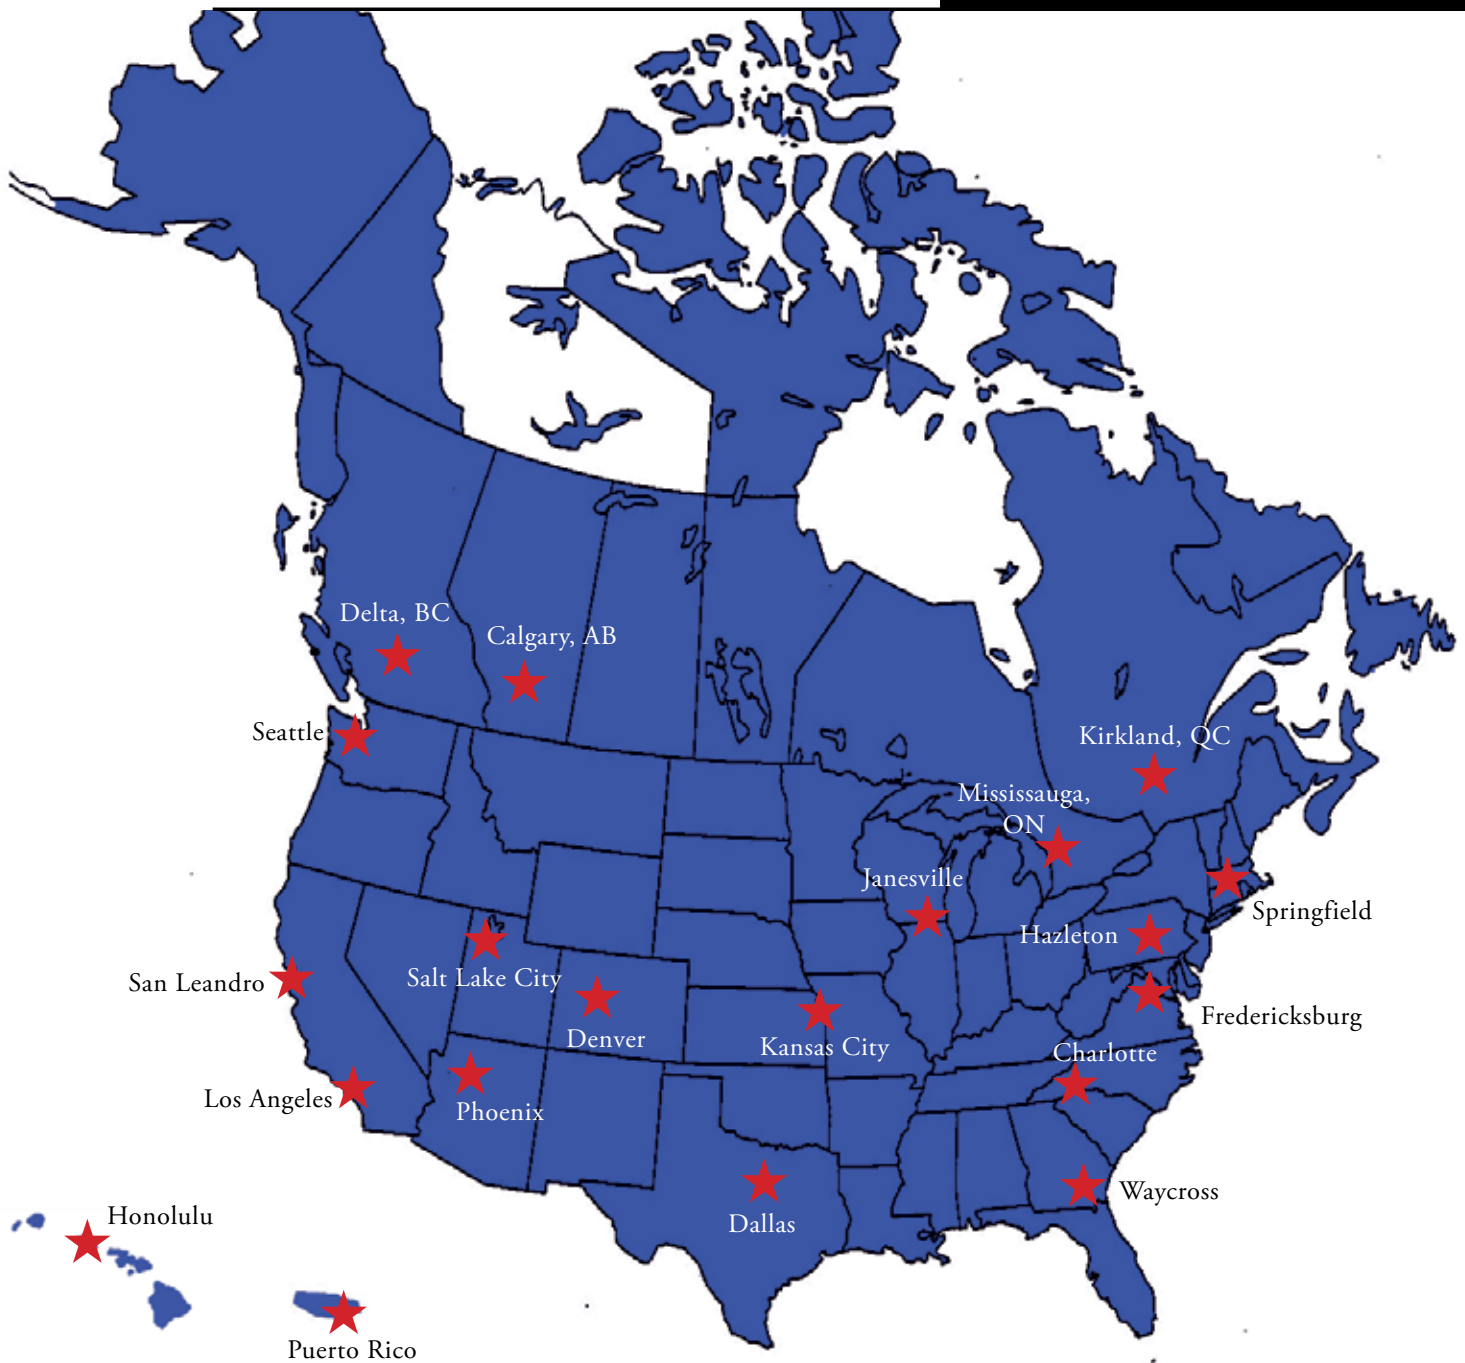 Delta, BC
Calgary, AB
Seattle
Kirkland, QC
Mississauga,
ON
Janesville
Springfield
Hazleton
Salt Lake City
San Leandro
Denver
Fredericksburg
Kansas City
Charlotte
Los Angeles
Phoenix
Waycross
Honolulu
Dallas
Puerto Rico